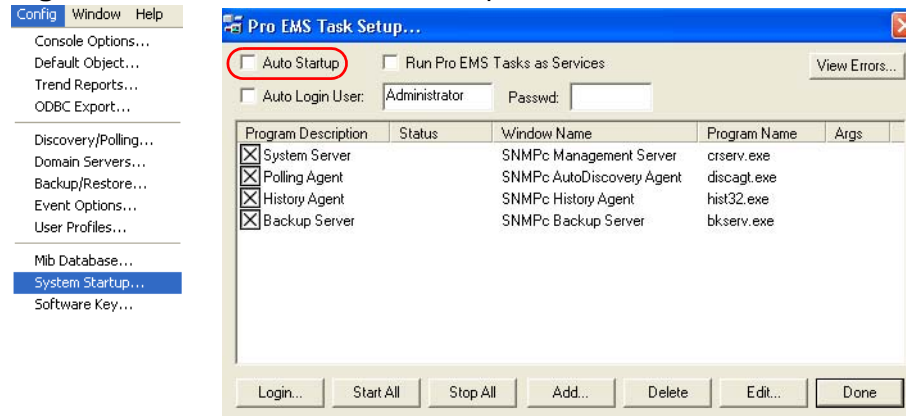 Config Window Help
Console Options...
Default Object...
Trend Reports...
ODBC Export...
Discovery/Polling...
Domain Servers...
Backup/Restore...
Event Options...
User Profiles...
Mib Database...
System Startup...
Software Key...
Pro EMS Task Setup...
Auto Startup Run Pro EMS Tasks as Services View Errors...
Auto Login User: Administrator Passwd:
Program Description Status Window Name Program Name Args
System Server SNMPc Management Server crserv.exe
Polling Agent SNMPc AutoDiscovery Agent discagt.exe
History Agent SNMPc History Agent hist32.exe
Backup Server SNMPc Backup Server bkserv.exe
Login... Start All Stop All Add... Delete Edit... Done